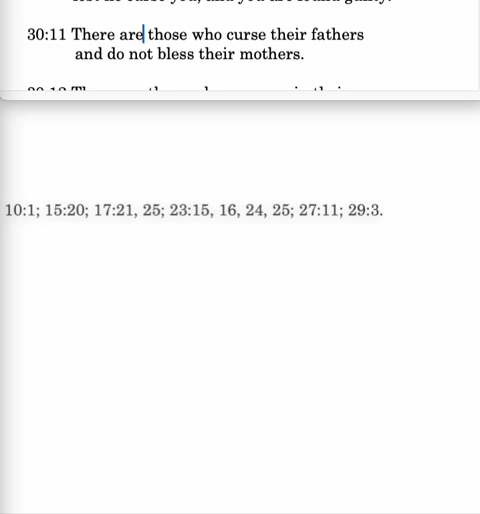 30:11 There are those who curse their fathers
and do not bless their mothers.
10:1; 15:20; 17:21, 25; 23:15, 16, 24, 25; 27:11; 29:3.